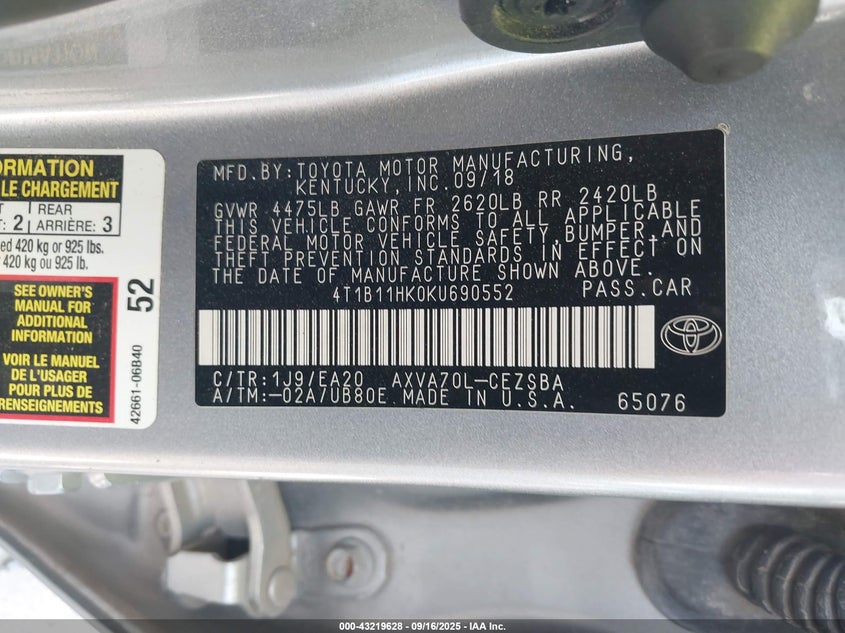 ORMATION
LE CHARGEMENT
: 2
REAR
ARRIÈRE: 3
ed 420 kg or 925 lbs.
420 kg ou 925 lb.
SEE OWNER'S
MANUAL FOR
ADDITIONAL
INFORMATION
VOIR LE MANUEL
DE L'USAGER
POUR PLUS DE
RENSEIGNEMENTS
52
42661-06B40
MFD.BY:TOYOTA MOTOR MANUFACTURING,
KENTUCKY,INC.09/18
GVWR 4475LB GAWR FR 2620LB RR 2420LB
THIS VEHICLE CONFORMS TO ALL APPLICABLE
FEDERAL MOTOR VEHICLE SAFETY,BUMPER,AND
THEFT PREVENTION STANDARDS IN EFFECT ON
THE DATE OF MANUFACTURE SHOWN ABOVE.
4T1B11HK0KU690552 PASS.CAR
C/TR:1J9/EA20 AXVA70L-CEZSBA
A/TM:-02A/UB80E MADE IN U.S.A. 65076
000-43219628 - 09/16/2025 - IAA Inc.